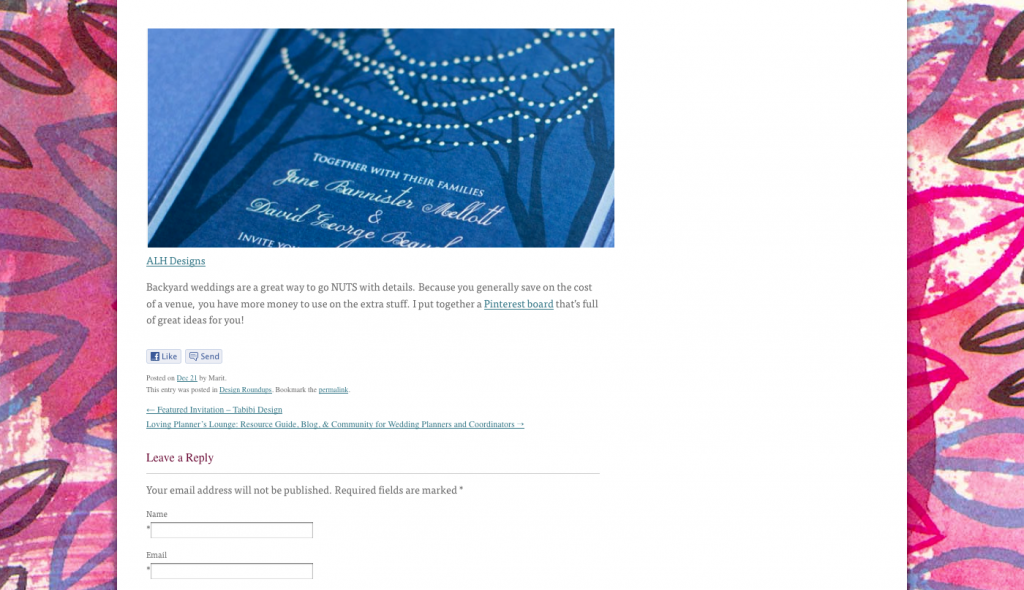 TOGETHER WITH THEIR FAMILIES
Jane Bannister Mellott
&
David George
INVITE
ALH Designs
Backyard weddings are a great way to go NUTS with details. Because you generally save on the cost
of a venue, you have more money to use on the extra stuff. I put together a Pinterest board that's full
of great ideas for you!
Like Send
Posted on Dec 21 by Marit.
This entry was posted in Design Roundups. Bookmark the permalink.
← Featured Invitation – Tabibi Design
Loving Planner's Lounge: Resource Guide, Blog, & Community for Wedding Planners and Coordinators →
Leave a Reply
Your email address will not be published. Required fields are marked *
Name
*
Email
*